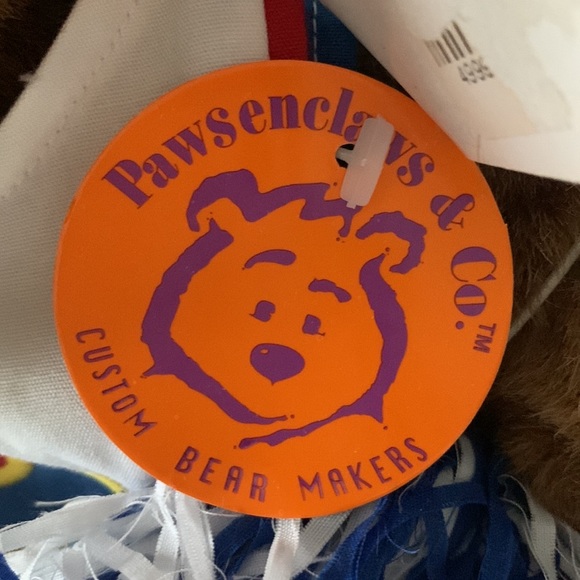 Pawsenclaws & Co.™
CUSTOM BEAR MAKERS